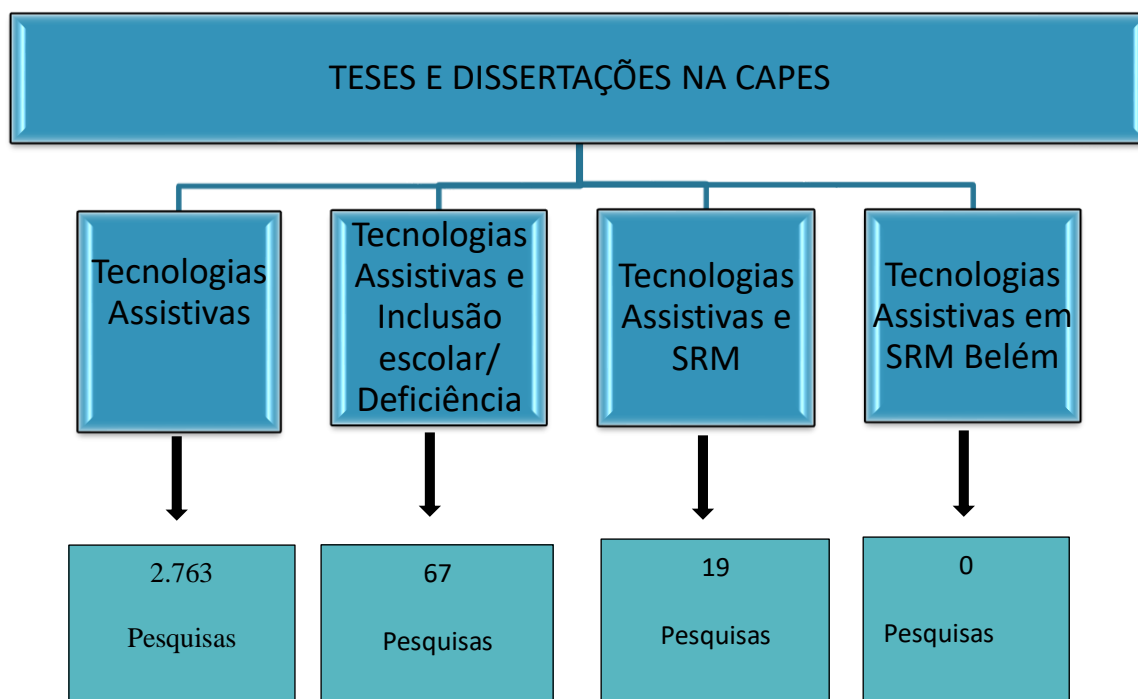 TESES E DISSERTAÇÕES NA CAPES
Tecnologias
Assistivas
Tecnologias
Assistivas e
Inclusão
escolar/
Deficiência
Tecnologias
Assistivas e
SRM
Tecnologias
Assistivas em
SRM Belém
2.763
Pesquisas
67
Pesquisas
19
Pesquisas
0
Pesquisas